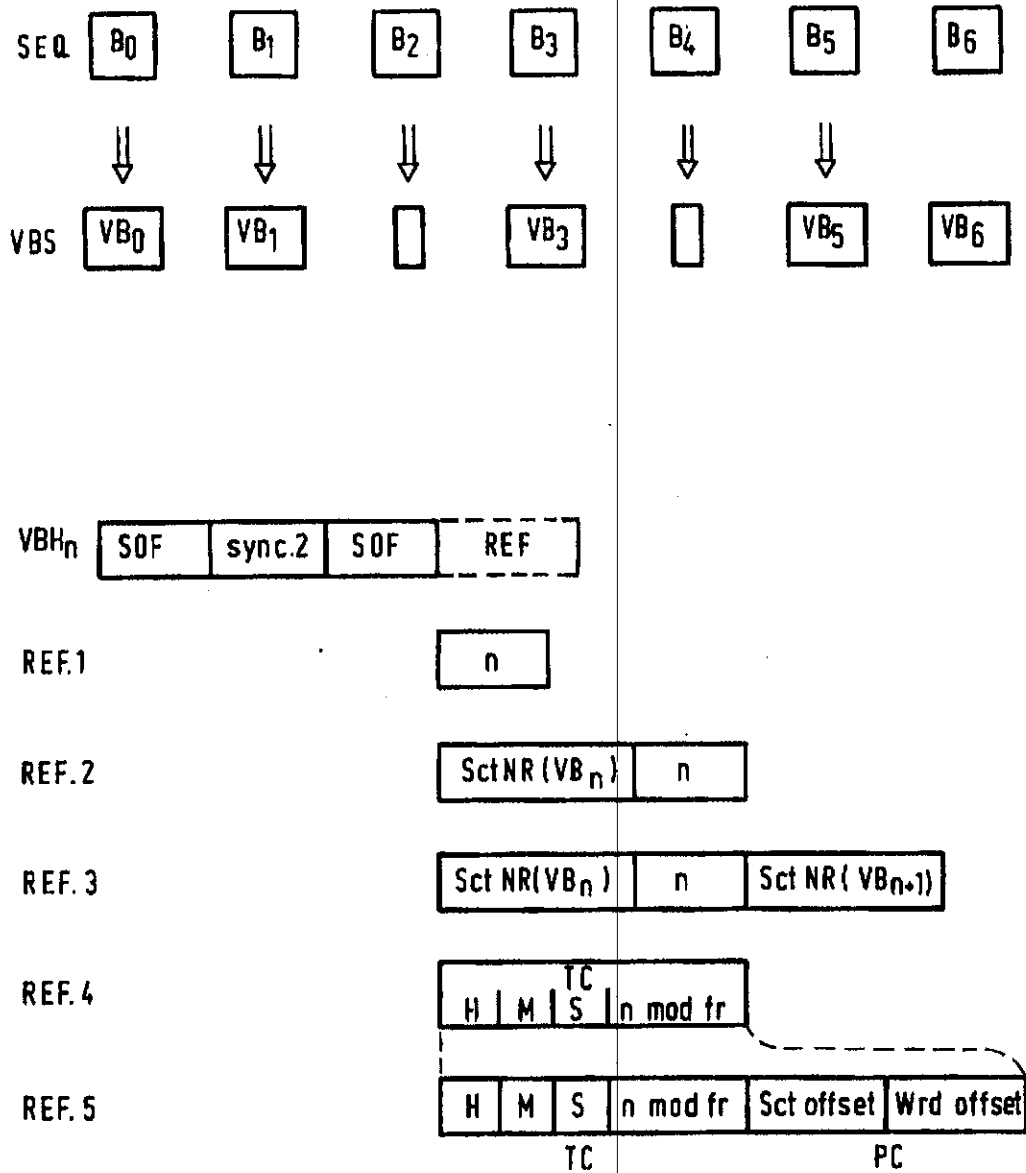 SEQ B0 B1 B2 B3 B4 B5 B6
VBS VB0 VB1 VB3 VB5 VB6
VBHn SOF sync.2 SOF REF
REF.1 n
REF.2 SctNR(VBn) n
REF.3 Sct NR(VBn) n Sct NR(VBn+1)
TC
REF.4 H M S n mod fr
REF.5 H M S n mod fr Sct offset Wrd offset
TC PC